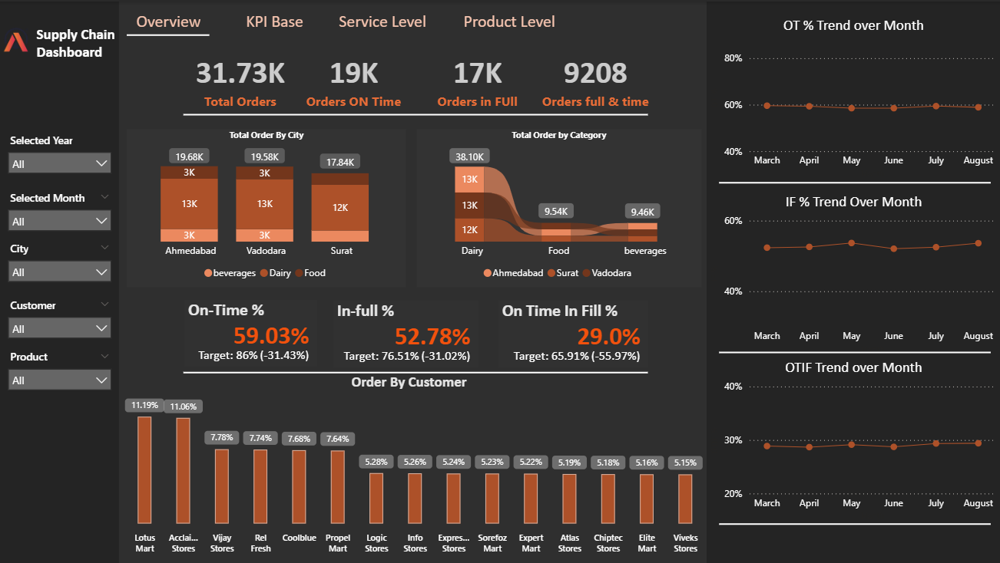 Supply Chain
Dashboard
Overview
KPI Base
Service Level
Product Level
31.73K
Total Orders
19K
Orders ON Time
17K
Orders in FUll
9208
Orders full & time
Selected Year
All
Selected Month
All
City
All
Customer
All
Product
All
Total Order By City
19.68K
19.58K
17.84K
3K
3K
13K
13K
12K
3K
3K
Ahmedabad
Vadodara
Surat
beverages
Dairy
Food
Total Order by Category
38.10K
9.54K
9.46K
13K
13K
12K
Dairy
Food
beverages
Ahmedabad
Surat
Vadodara
On-Time %
59.03%
Target: 86% (-31.43%)
In-full %
52.78%
Target: 76.51% (-31.02%)
On Time In Fill %
29.0%
Target: 65.91% (-55.97%)
Order By Customer
11.19%
11.06%
7.78%
7.74%
7.68%
7.64%
5.28%
5.26%
5.24%
5.23%
5.22%
5.19%
5.18%
5.16%
5.15%
Lotus
Mart
Acclai...
Stores
Vijay
Stores
Rel
Fresh
Coolblue
Propel
Mart
Logic
Stores
Info
Stores
Expres...
Stores
Sorefoz
Mart
Expert
Mart
Atlas
Stores
Chiptec
Stores
Elite
Mart
Viveks
Stores
OT % Trend over Month
80%
60%
40%
March
April
May
June
July
August
IF % Trend Over Month
60%
40%
March
April
May
June
July
August
OTIF Trend over Month
40%
30%
20%
March
April
May
June
July
August